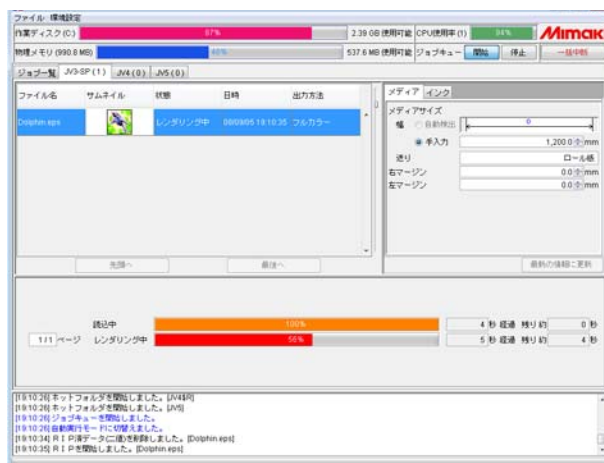 ファイル 環境設定
作業ディスク (C:) 87% 2.39 GB 使用可能 CPU使用率 (1) 84% Mimaki
物理メモリ (990.8 MB) 46% 537.6 MB 使用可能 ジョブキュー 開始 停止 一括中断
ジョブ一覧 JV3-SP (1) JV4 (0) JV5 (0)
メディア インク
ファイル名 サムネイル 状態 日時 出力方法
Dolphin.eps レンダリング中 08/09/05 19:10:35 フルカラー
メディアサイズ
幅 自動検出 0
手入力 1,200.0 mm
送り ロール紙
右マージン 0.0 mm
左マージン 0.0 mm
先頭へ 最後へ 最新の情報に更新
読込中 100% 4 秒 経過 残り 約 0 秒
1/1 ページ レンダリング中 56% 5 秒 経過 残り 約 4 秒
[19:10:26] ホットフォルダを開始しました。[JV4$R]
[19:10:26] ホットフォルダを開始しました。[JV5]
[19:10:26] ジョブキューを開始しました。
[19:10:26] 自動実行モードに切替えました。
[19:10:34] ＲＩＰ済データ(二値)を削除しました。[Dolphin.eps]
[19:10:35] ＲＩＰを開始しました。[Dolphin.eps]